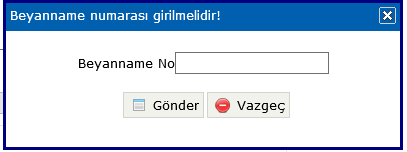 Beyanname numarası girilmelidir!
Beyanname No
Gönder Vazgeç